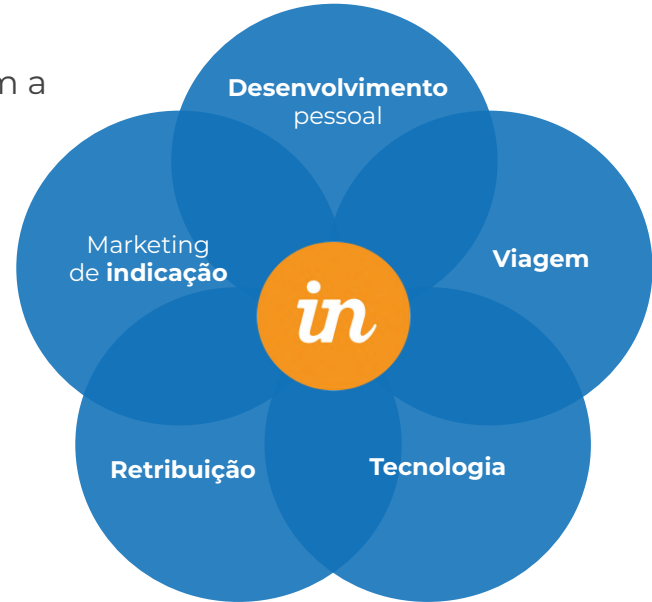 m a
Desenvolvimento
pessoal
Marketing
de indicação
Viagem
in
Retribuição
Tecnologia